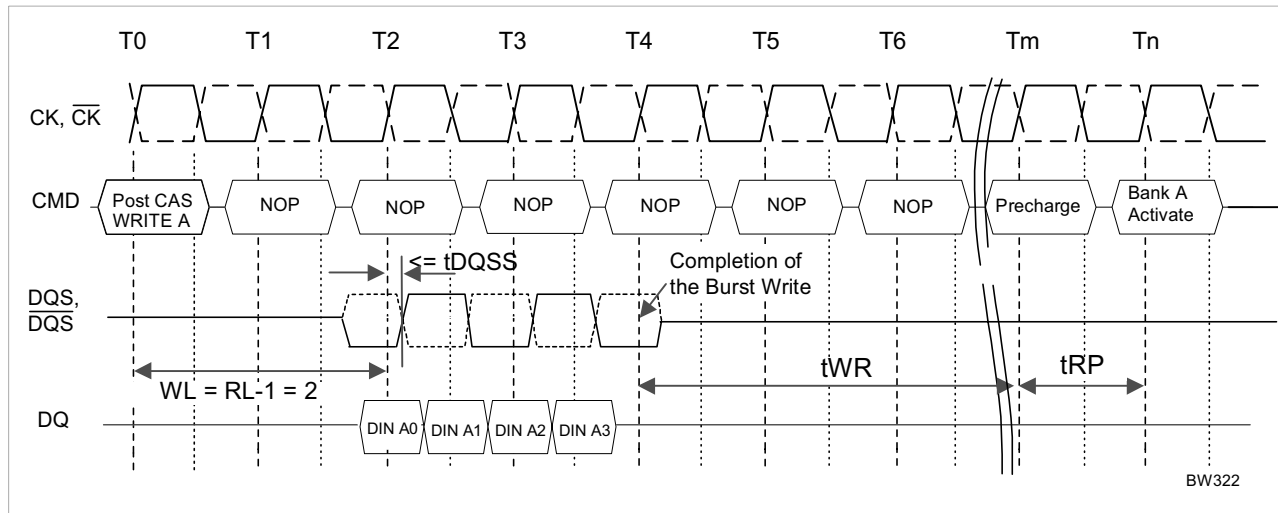 T0 T1 T2 T3 T4 T5 T6 Tm Tn
CK, C̅K̅
CMD
Post CAS
WRITE A
NOP
NOP
NOP
NOP
NOP
NOP
Precharge
Bank A
Activate
<= tDQSS
Completion of
the Burst Write
DQS,
D̅Q̅S̅
WL = RL-1 = 2
tWR
tRP
DQ
DIN A0
DIN A1
DIN A2
DIN A3
BW322